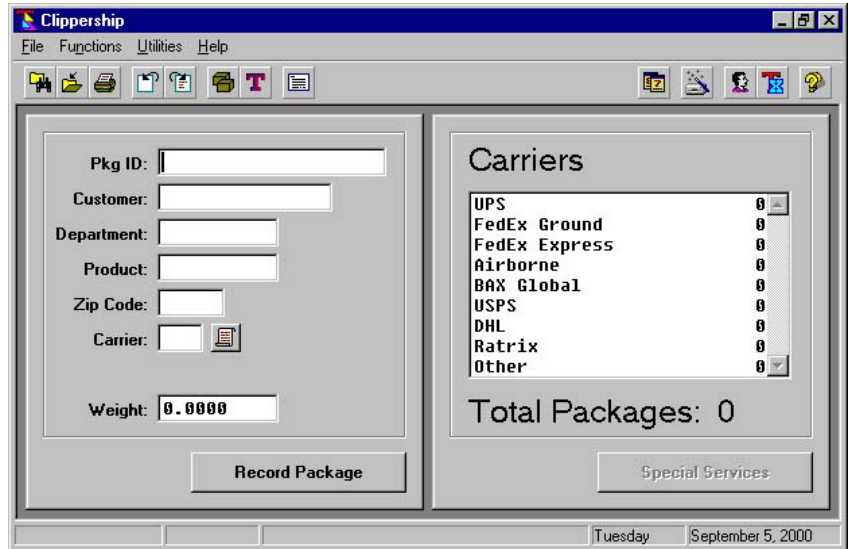 Clippership
File Functions Utilities Help
Pkg ID:
Customer:
Department:
Product:
Zip Code:
Carrier:
Weight: 0.0000
Record Package
Carriers
UPS 0
FedEx Ground 0
FedEx Express 0
Airborne 0
BAX Global 0
USPS 0
DHL 0
Ratrix 0
Other 0
Total Packages: 0
Special Services
Tuesday September 5, 2000